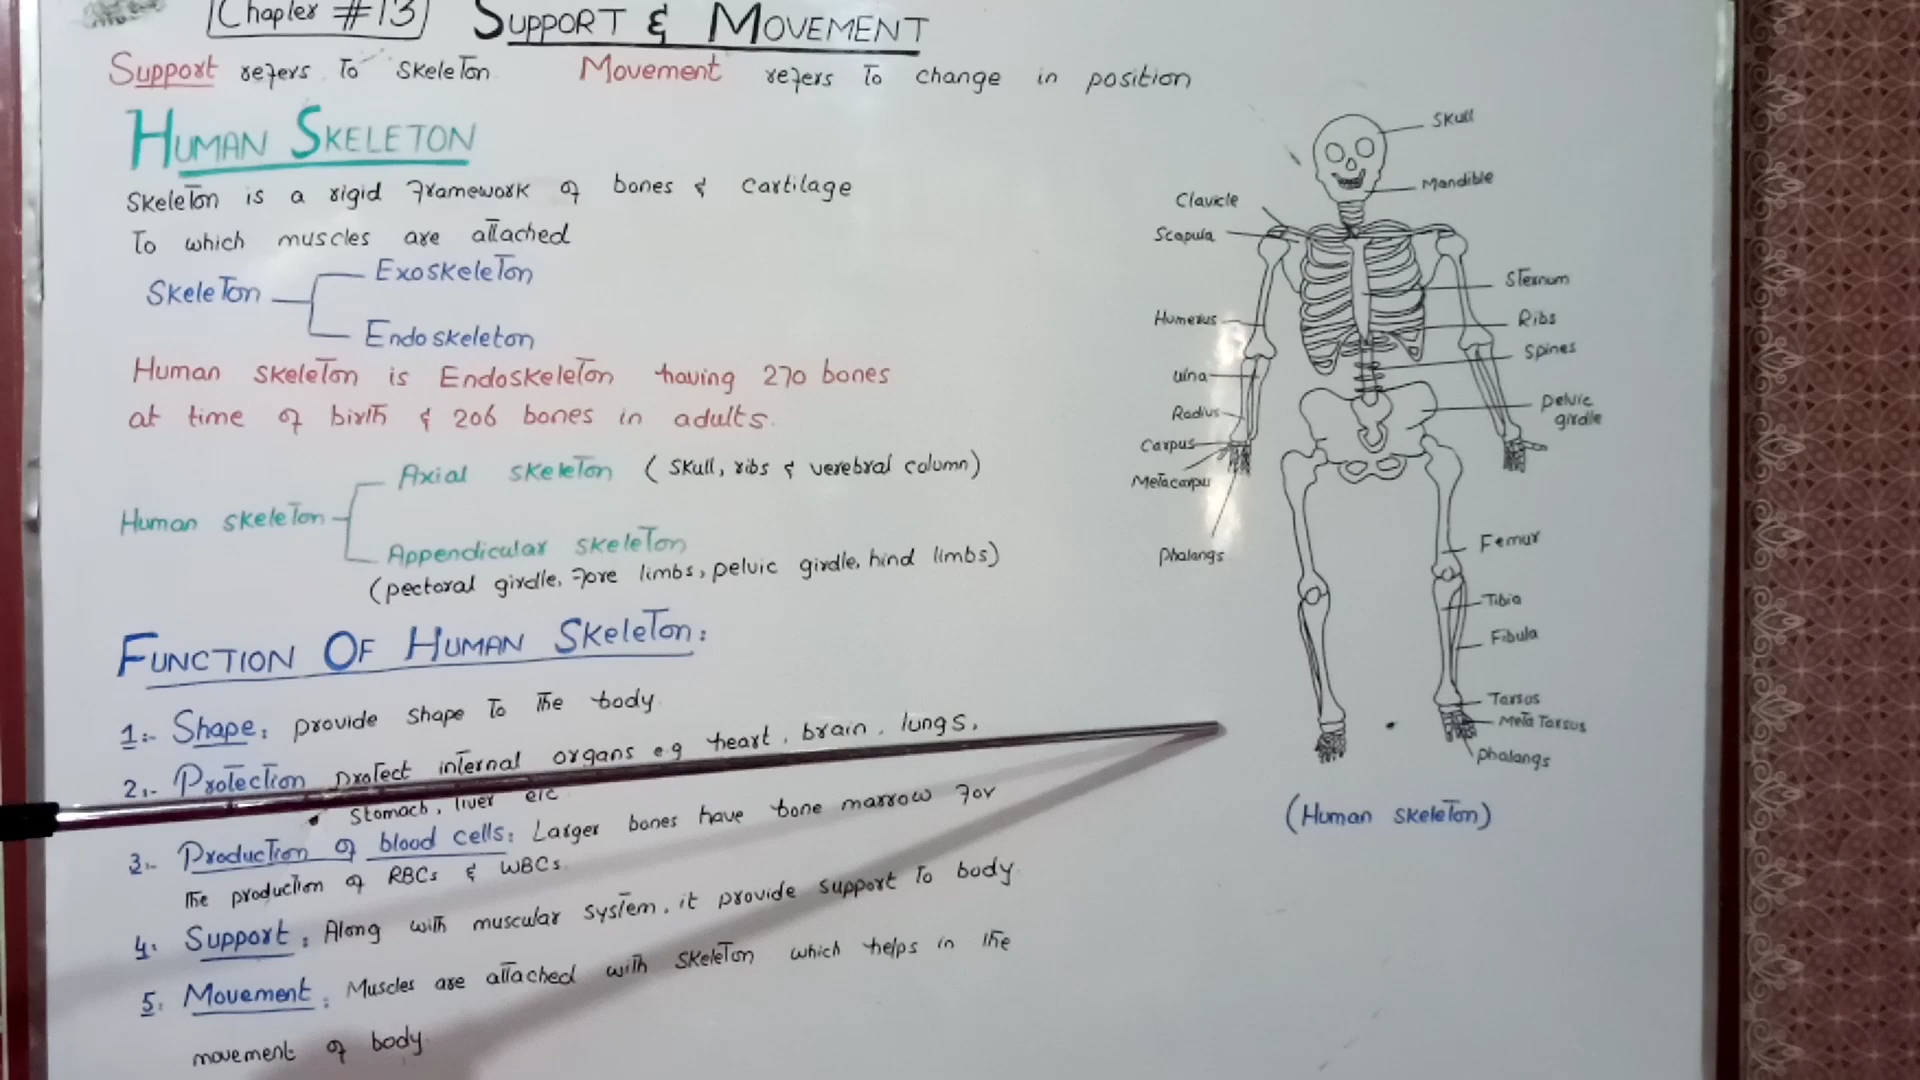 Chapter #13
SUPPORT & MOVEMENT
Support refers To Skeleton Movement refers To change in position
HUMAN SKELETON
Skeleton is a rigid framework of bones & cartilage
To which muscles are attached
Skeleton
Exoskeleton
Endoskeleton
Human skeleton is Endoskeleton having 270 bones
at time of birth & 206 bones in adults.
Human skeleton
Axial skeleton (skull, ribs & verebral column)
Appendicular skeleton
(pectoral girdle, fore limbs, pelvic girdle, hind limbs)
FUNCTION OF HUMAN Skeleton:
1:- Shape: provide shape To The body
2:- Protection protect internal organs e.g heart, brain, lungs,
Stomach, liver etc
3:- Production of blood cells: Larger bones have bone marrow for
The production of RBCs & WBCs.
4: Support: Along with muscular system, it provide support To body
5: Movement: Muscles are attached with skeleton which helps in the
movement of body
Skull
Mandible
Clavicle
Scapula
Sternum
Humerus
Ribs
Spines
Ulna
Pelvic
girdle
Radius
Carpus
Metacarpus
Phalangs
Femur
Tibia
Fibula
Tarsus
Meta Tarsus
Phalangs
(Human skeleton)